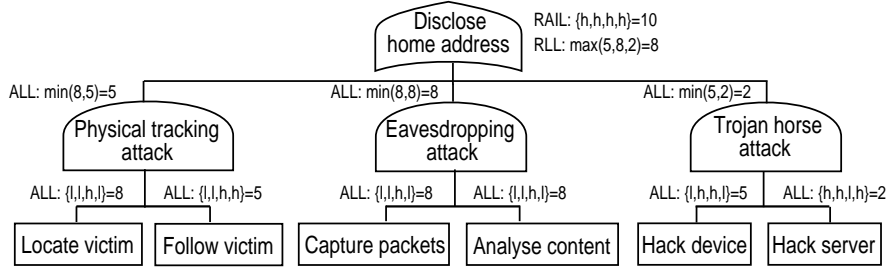 Disclose
home address
RAIL: {h,h,h,h}=10
RLL: max(5,8,2)=8
ALL: min(8,5)=5
ALL: min(8,8)=8
ALL: min(5,2)=2
Physical tracking
attack
Eavesdropping
attack
Trojan horse
attack
ALL: {l,l,h,l}=8
ALL: {l,l,h,h}=5
ALL: {l,l,h,l}=8
ALL: {l,l,h,l}=8
ALL: {l,h,h,l}=5
ALL: {h,h,l,h}=2
Locate victim
Follow victim
Capture packets
Analyse content
Hack device
Hack server